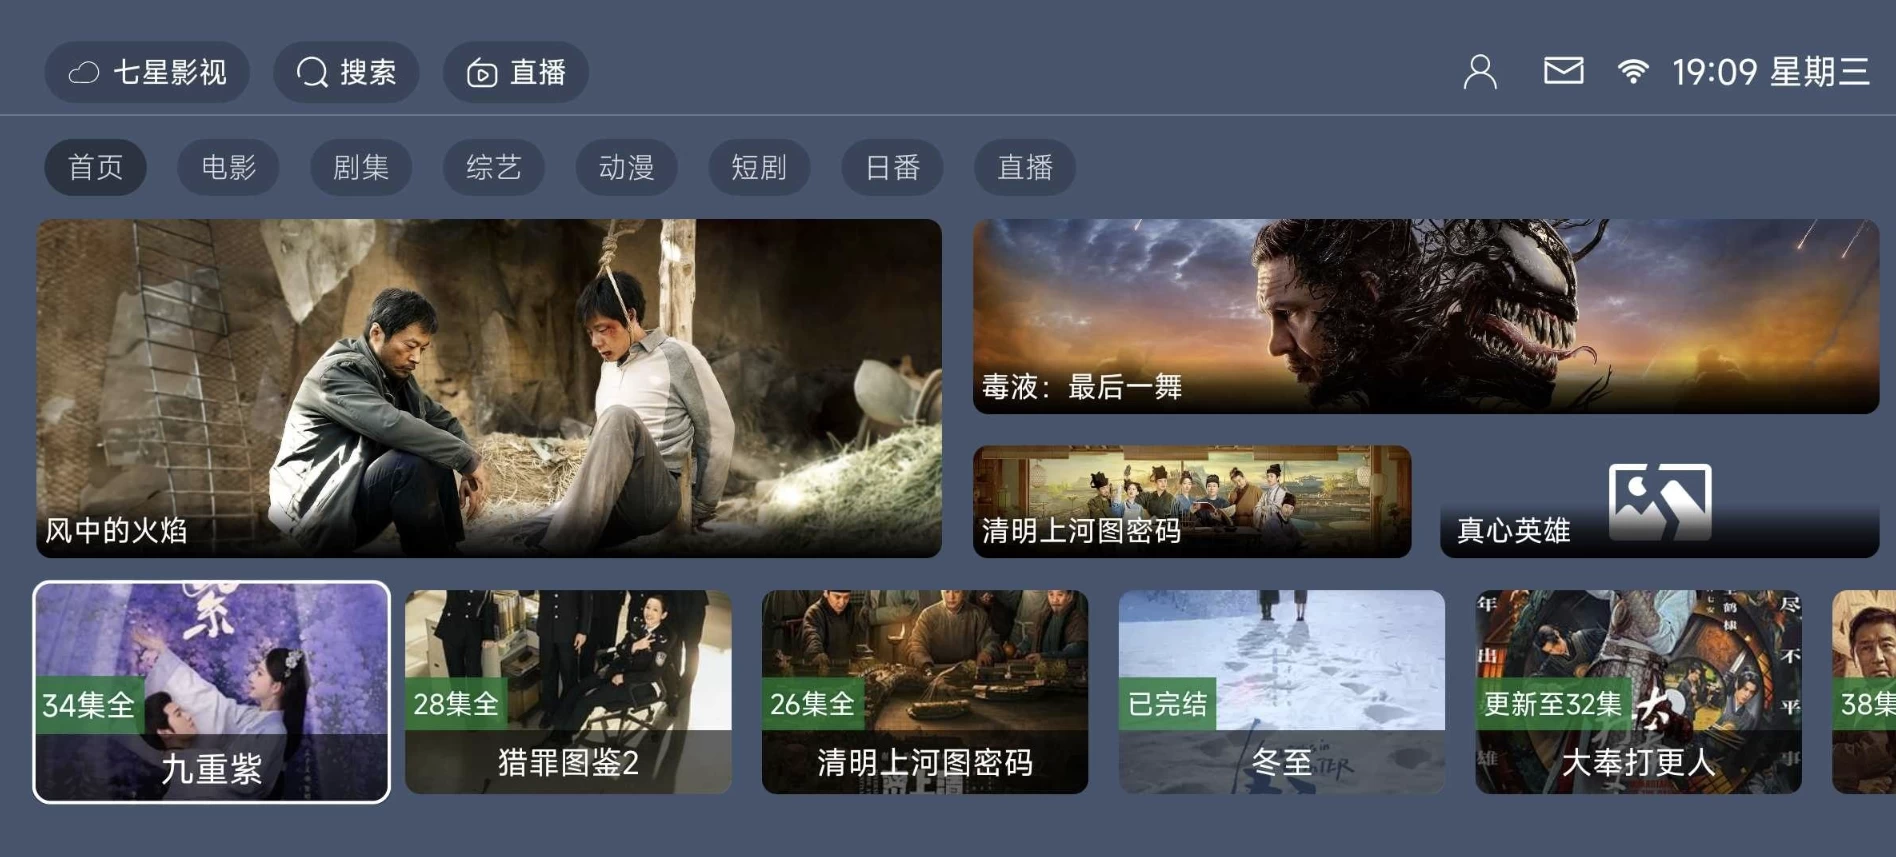 七星影视
搜索
直播
19:09 星期三
首页
电影
剧集
综艺
动漫
短剧
日番
直播
风中的火焰
毒液：最后一舞
清明上河图密码
真心英雄
紫
34集全
九重紫
28集全
猎罪图鉴2
26集全
清明上河图密码
已完结
冬至
更新至32集
大奉打更人
38集